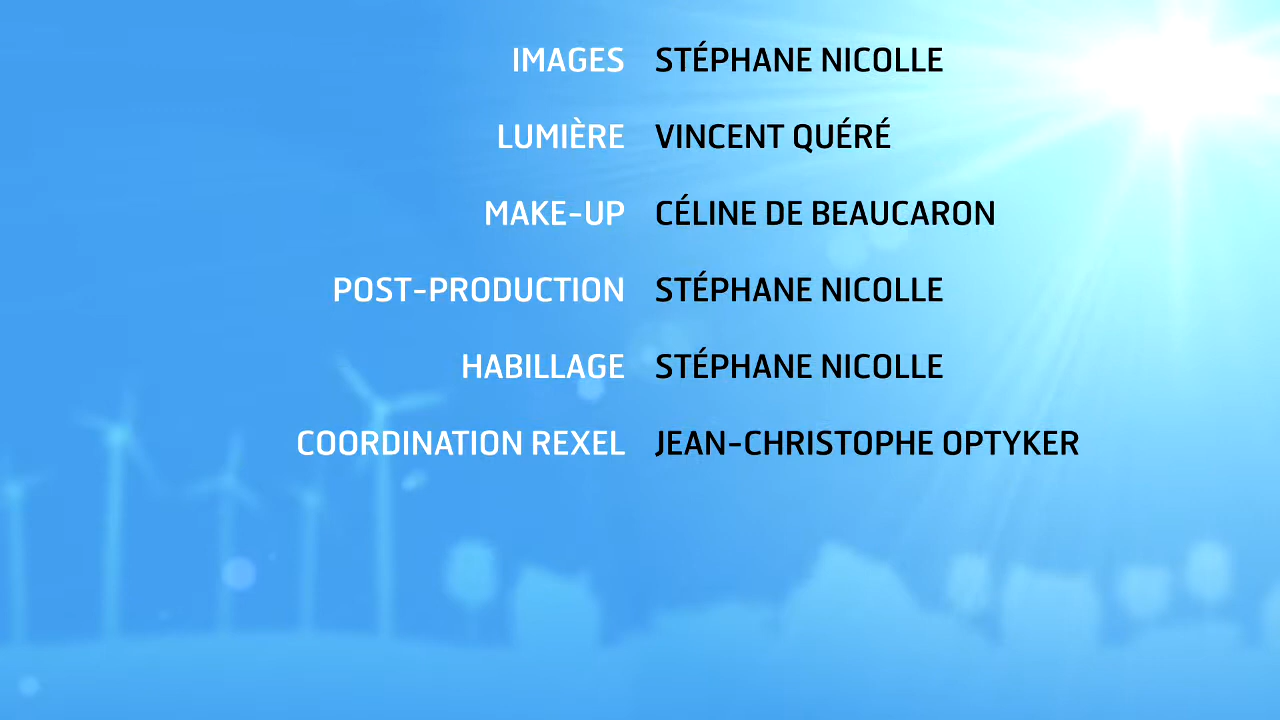 IMAGES STÉPHANE NICOLLE
LUMIÈRE VINCENT QUÉRÉ
MAKE-UP CÉLINE DE BEAUCARON
POST-PRODUCTION STÉPHANE NICOLLE
HABILLAGE STÉPHANE NICOLLE
COORDINATION REXEL JEAN-CHRISTOPHE OPTYKER